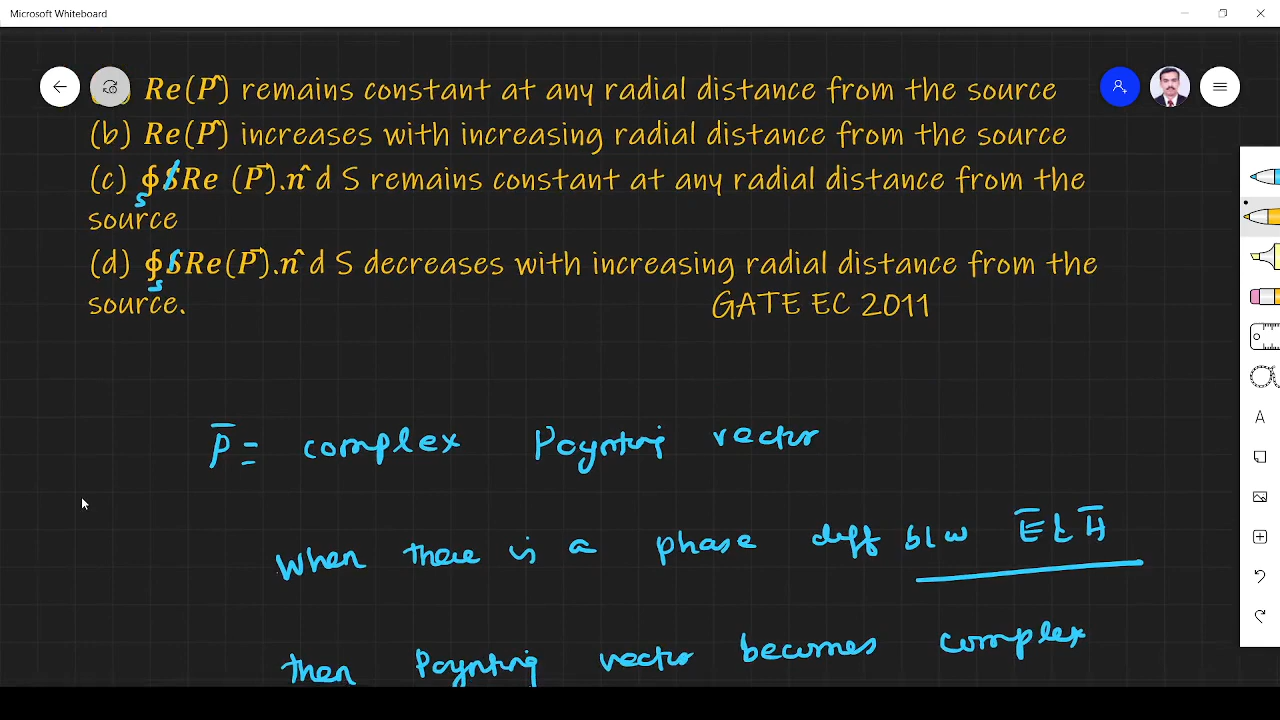 Microsoft Whiteboard
Re(P̂) remains constant at any radial distance from the source
(b) Re(P̂) increases with increasing radial distance from the source
(c) ∮S Re (P⃗).n̂ d S remains constant at any radial distance from the
source
(d) ∮S Re(P⃗).n̂ d S decreases with increasing radial distance from the
source.
GATE EC 2011
P̄ = complex Poynting vector
When there is a phase diff b/w Ē & H̄
then Poynting vector becomes complex